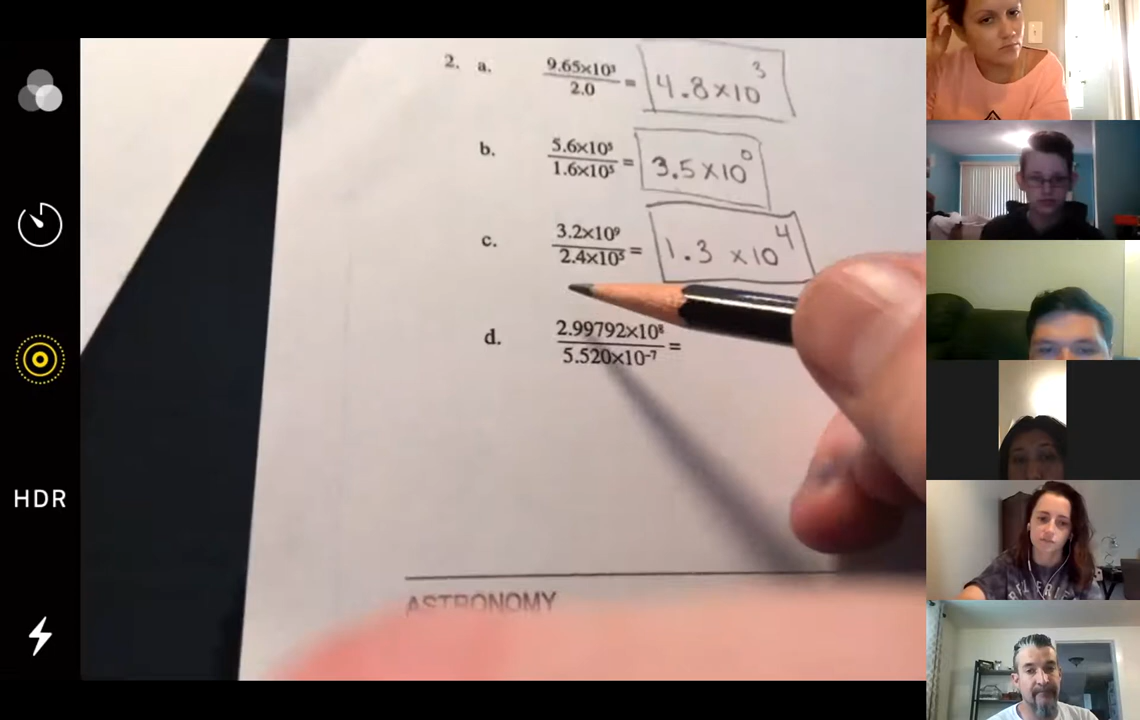 2. a. 9.65×10³ / 2.0 = 4.8×10³
b. 5.6×10⁵ / 1.6×10⁵ = 3.5×10⁰
c. 3.2×10⁹ / 2.4×10⁵ = 1.3 ×10⁴
d. 2.99792×10⁸ / 5.520×10⁻⁷ =
ASTRONOMY
HDR